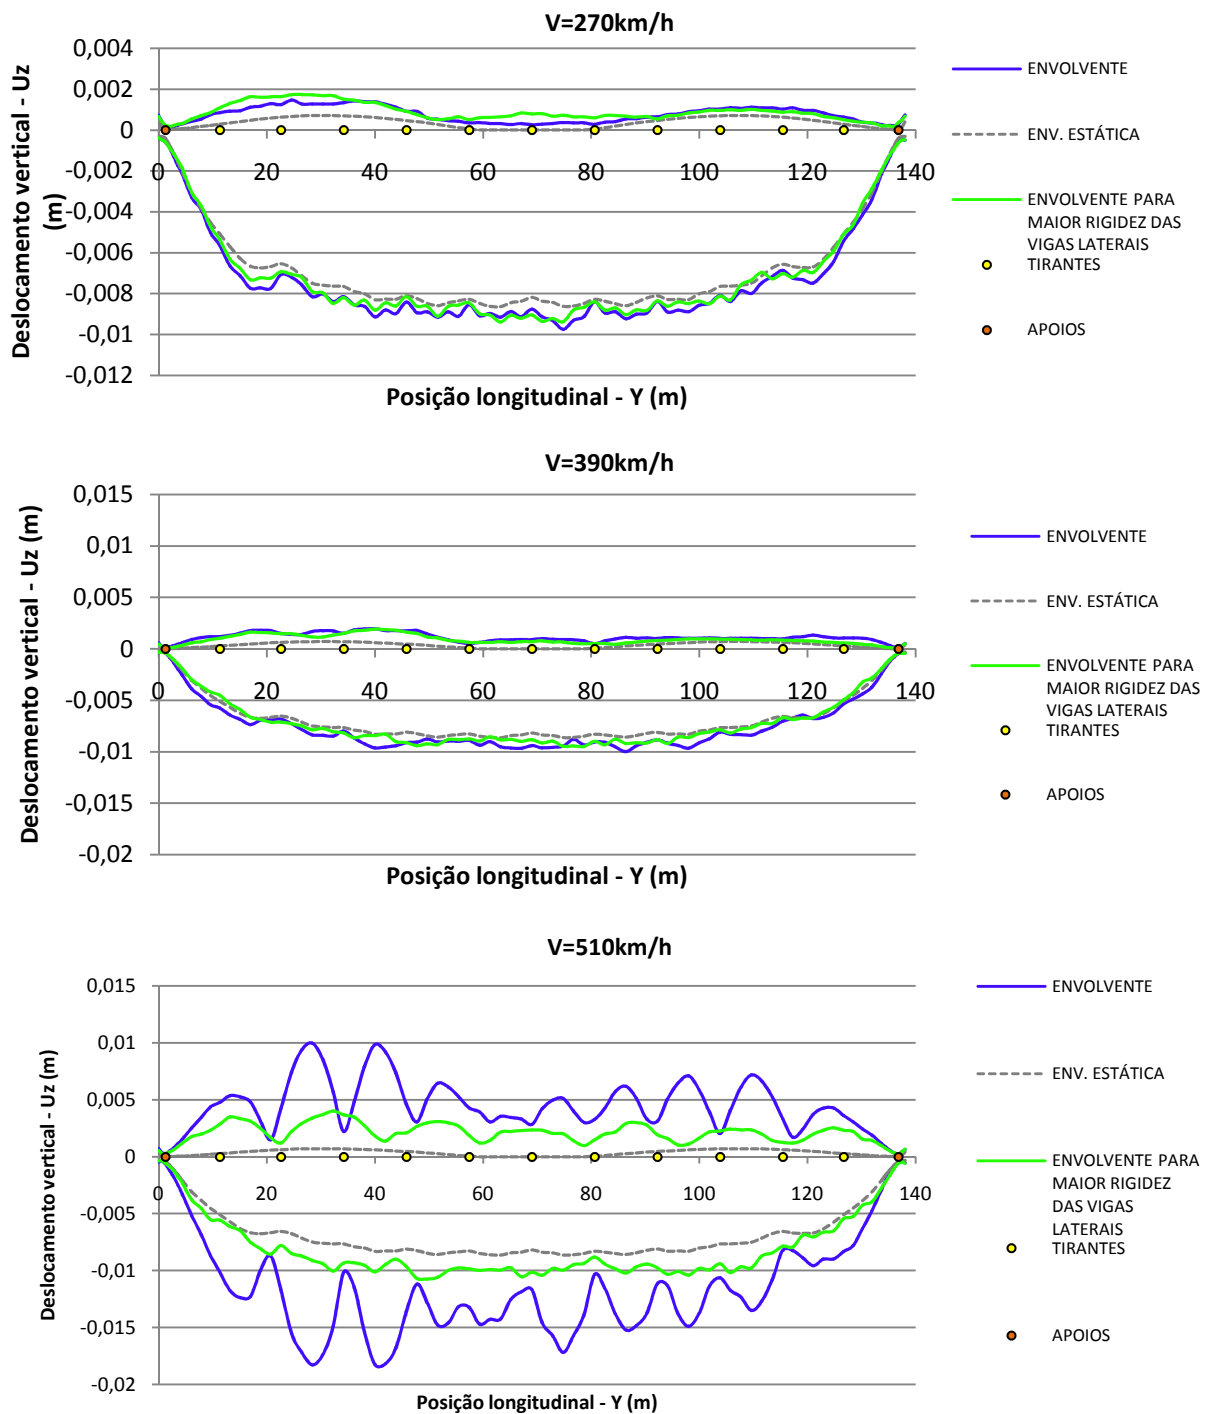 V=270km/h
0,004
0,002
0
-0,002
-0,004
-0,006
-0,008
-0,01
-0,012
0 20 40 60 80 100 120 140
Deslocamento vertical - Uz
(m)
Posição longitudinal - Y (m)
ENVOLVENTE
ENV. ESTÁTICA
ENVOLVENTE PARA
MAIOR RIGIDEZ DAS
VIGAS LATERAIS
TIRANTES
APOIOS
V=390km/h
0,015
0,01
0,005
0
-0,005
-0,01
-0,015
-0,02
0 20 40 60 80 100 120 140
Deslocamento vertical - Uz (m)
Posição longitudinal - Y (m)
ENVOLVENTE
ENV. ESTÁTICA
ENVOLVENTE PARA
MAIOR RIGIDEZ DAS
VIGAS LATERAIS
TIRANTES
APOIOS
V=510km/h
0,015
0,01
0,005
0
-0,005
-0,01
-0,015
-0,02
0 20 40 60 80 100 120 140
Deslocamento vertical - Uz (m)
Posição longitudinal - Y (m)
ENVOLVENTE
ENV. ESTÁTICA
ENVOLVENTE PARA
MAIOR RIGIDEZ
DAS VIGAS
LATERAIS
TIRANTES
APOIOS